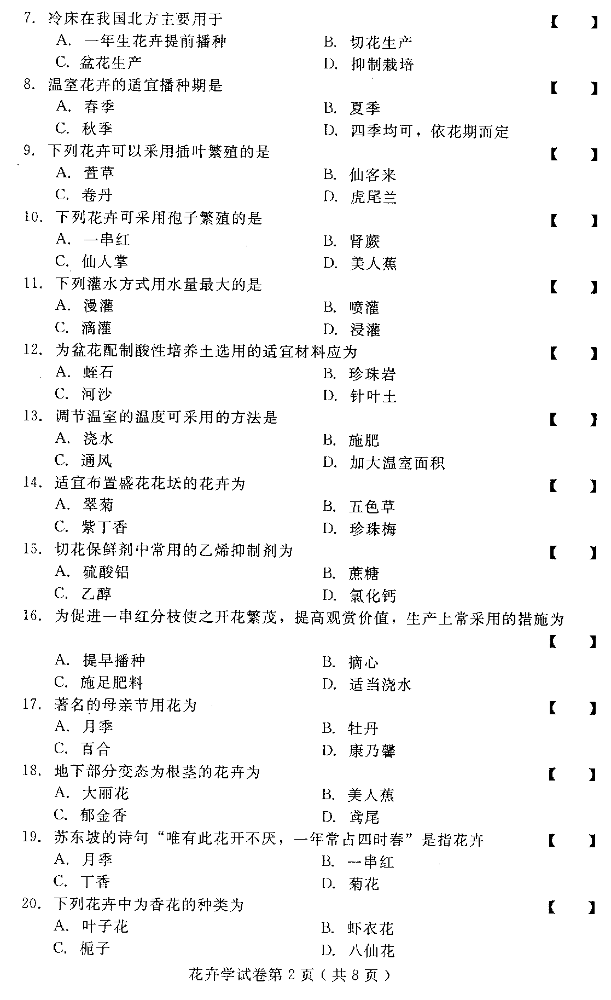 7. 冷床在我国北方主要用于 【 】
A. 一年生花卉提前播种 B. 切花生产
C. 盆花生产 D. 抑制栽培
8. 温室花卉的适宜播种期是 【 】
A. 春季 B. 夏季
C. 秋季 D. 四季均可，依花期而定
9. 下列花卉可以采用插叶繁殖的是 【 】
A. 萱草 B. 仙客来
C. 卷丹 D. 虎尾兰
10. 下列花卉可采用孢子繁殖的是 【 】
A. 一串红 B. 肾蕨
C. 仙人掌 D. 美人蕉
11. 下列灌水方式用水量最大的是 【 】
A. 漫灌 B. 喷灌
C. 滴灌 D. 浸灌
12. 为盆花配制酸性培养土选用的适宜材料应为 【 】
A. 蛭石 B. 珍珠岩
C. 河沙 D. 针叶土
13. 调节温室的温度可采用的方法是 【 】
A. 浇水 B. 施肥
C. 通风 D. 加大温室面积
14. 适宜布置盛花花坛的花卉为 【 】
A. 翠菊 B. 五色草
C. 紫丁香 D. 珍珠梅
15. 切花保鲜剂中常用的乙烯抑制剂为 【 】
A. 硫酸铝 B. 蔗糖
C. 乙醇 D. 氯化钙
16. 为促进一串红分枝使之开花繁茂，提高观赏价值，生产上常采用的措施为
【 】
A. 提早播种 B. 摘心
C. 施足肥料 D. 适当浇水
17. 著名的母亲节用花为 【 】
A. 月季 B. 牡丹
C. 百合 D. 康乃馨
18. 地下部分变态为根茎的花卉为 【 】
A. 大丽花 B. 美人蕉
C. 郁金香 D. 鸢尾
19. 苏东坡的诗句“唯有此花开不厌，一年常占四时春”是指花卉 【 】
A. 月季 B. 一串红
C. 丁香 D. 菊花
20. 下列花卉中为香花的种类为 【 】
A. 叶子花 B. 虾衣花
C. 栀子 D. 八仙花
花卉学试卷第 2 页（共 8 页）